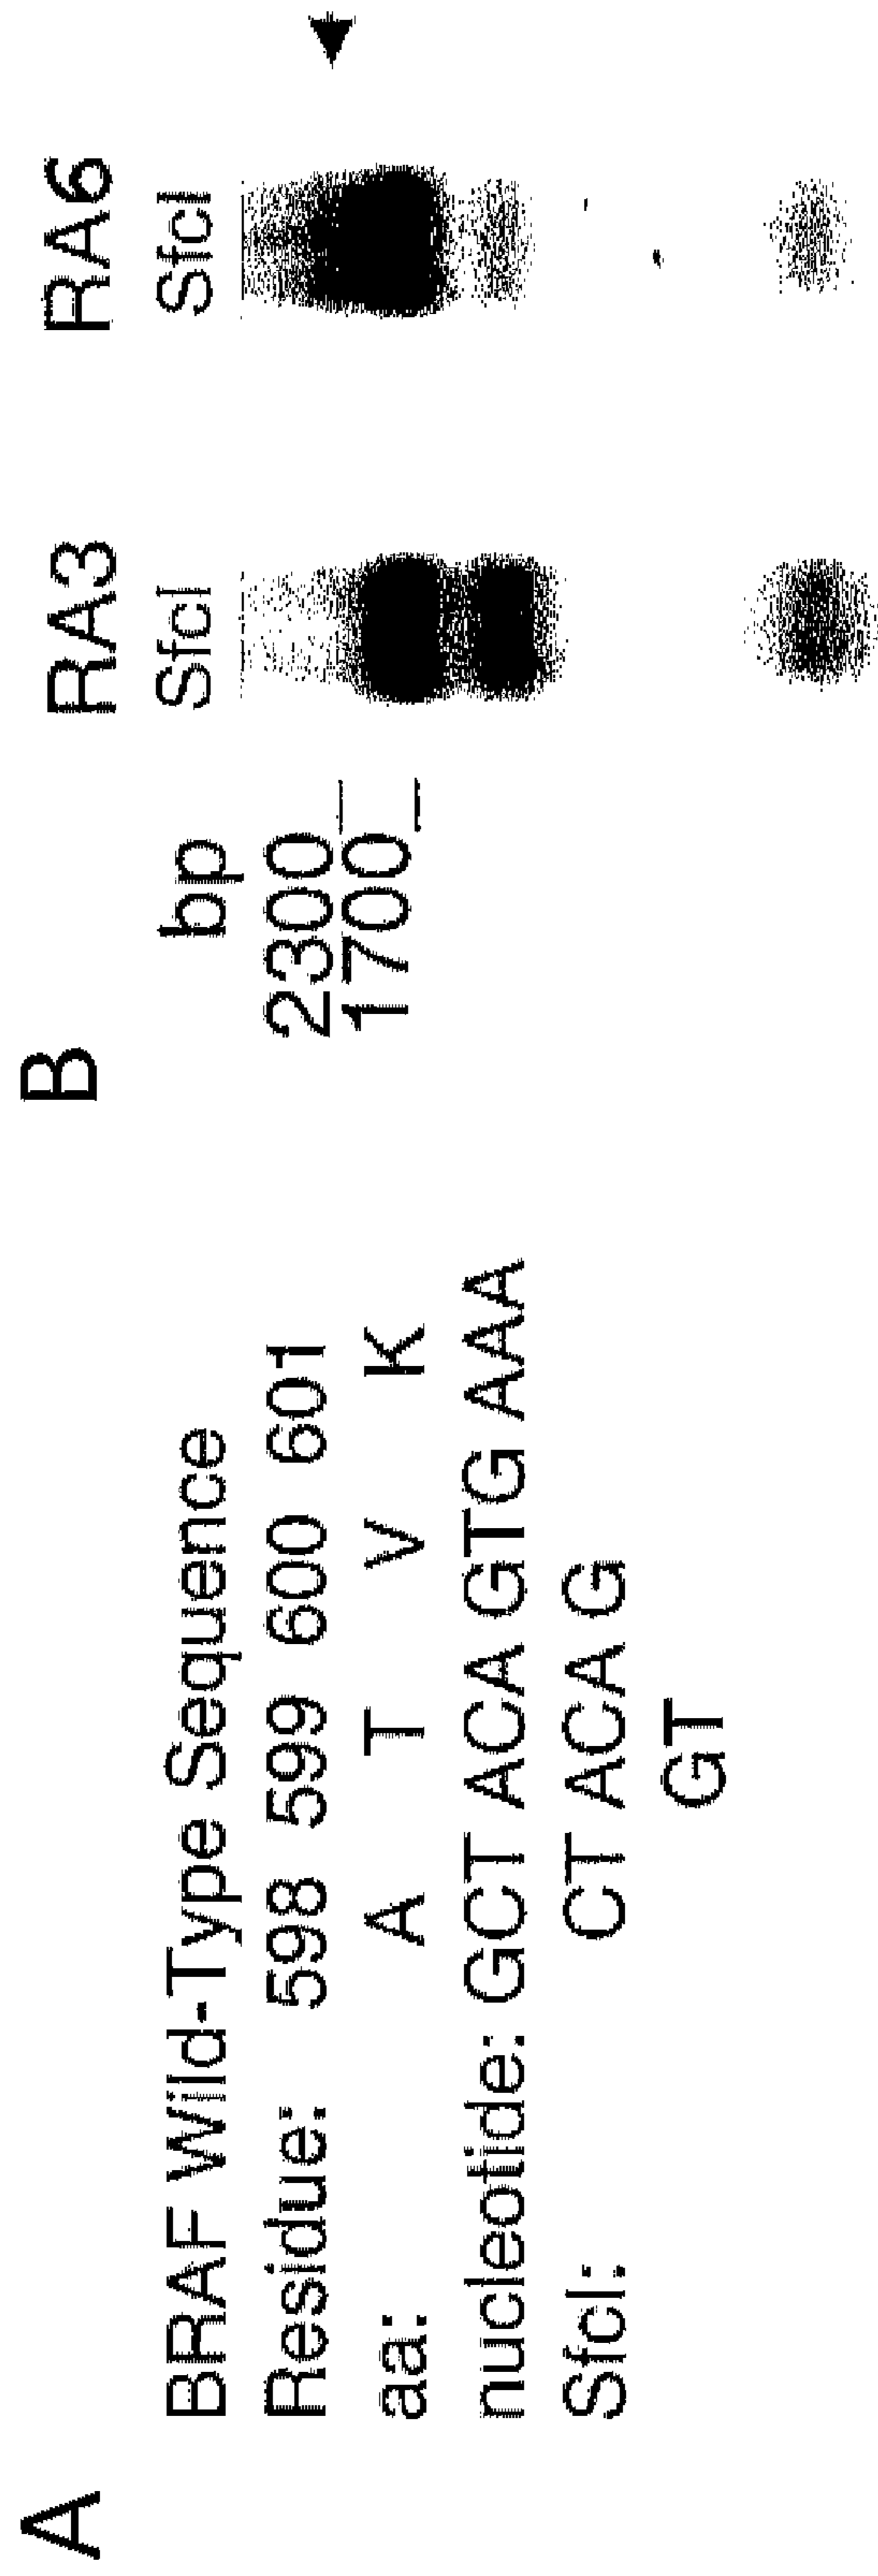 A
BRAF Wild-Type Sequence
Residue: 598 599 600 601
aa: A T V K
nucleotide: GCT ACA GTG AAA
SfcI: CT ACA G
GT
B
RA3 RA6
bp SfcI SfcI
2300
1700